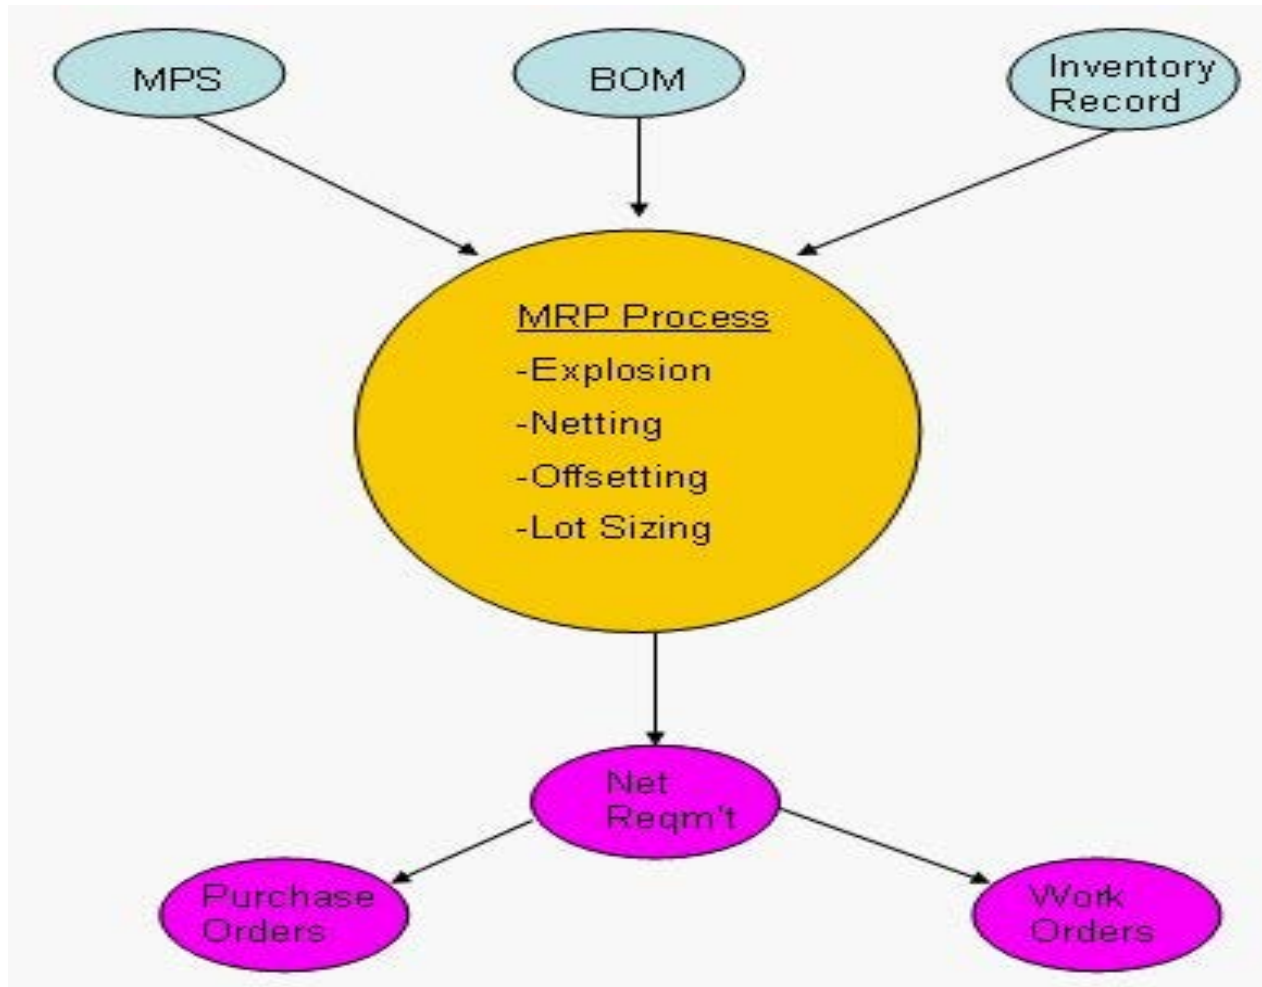 MPS
BOM
Inventory
Record
MRP Process
-Explosion
-Netting
-Offsetting
-Lot Sizing
Net
Reqm't
Purchase
Orders
Work
Orders